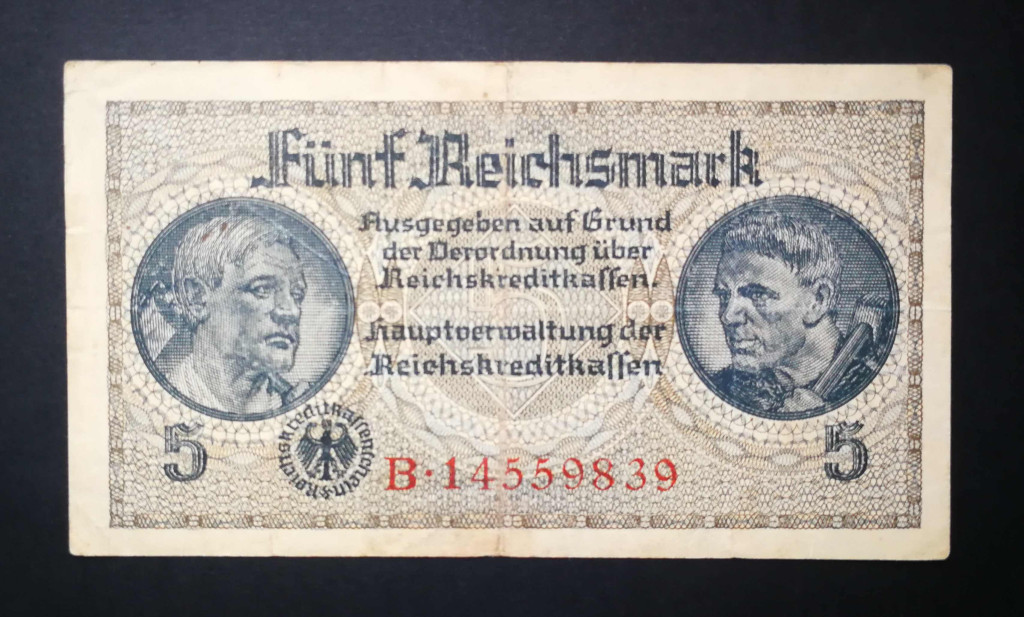 Fünf Reichsmark
Ausgegeben auf Grund
der Verordnung über
Reichskreditkaſſen.
Hauptverwaltung der
Reichskreditkaſſen
5
Reichskreditkaſſenſchein
B·14559839
5